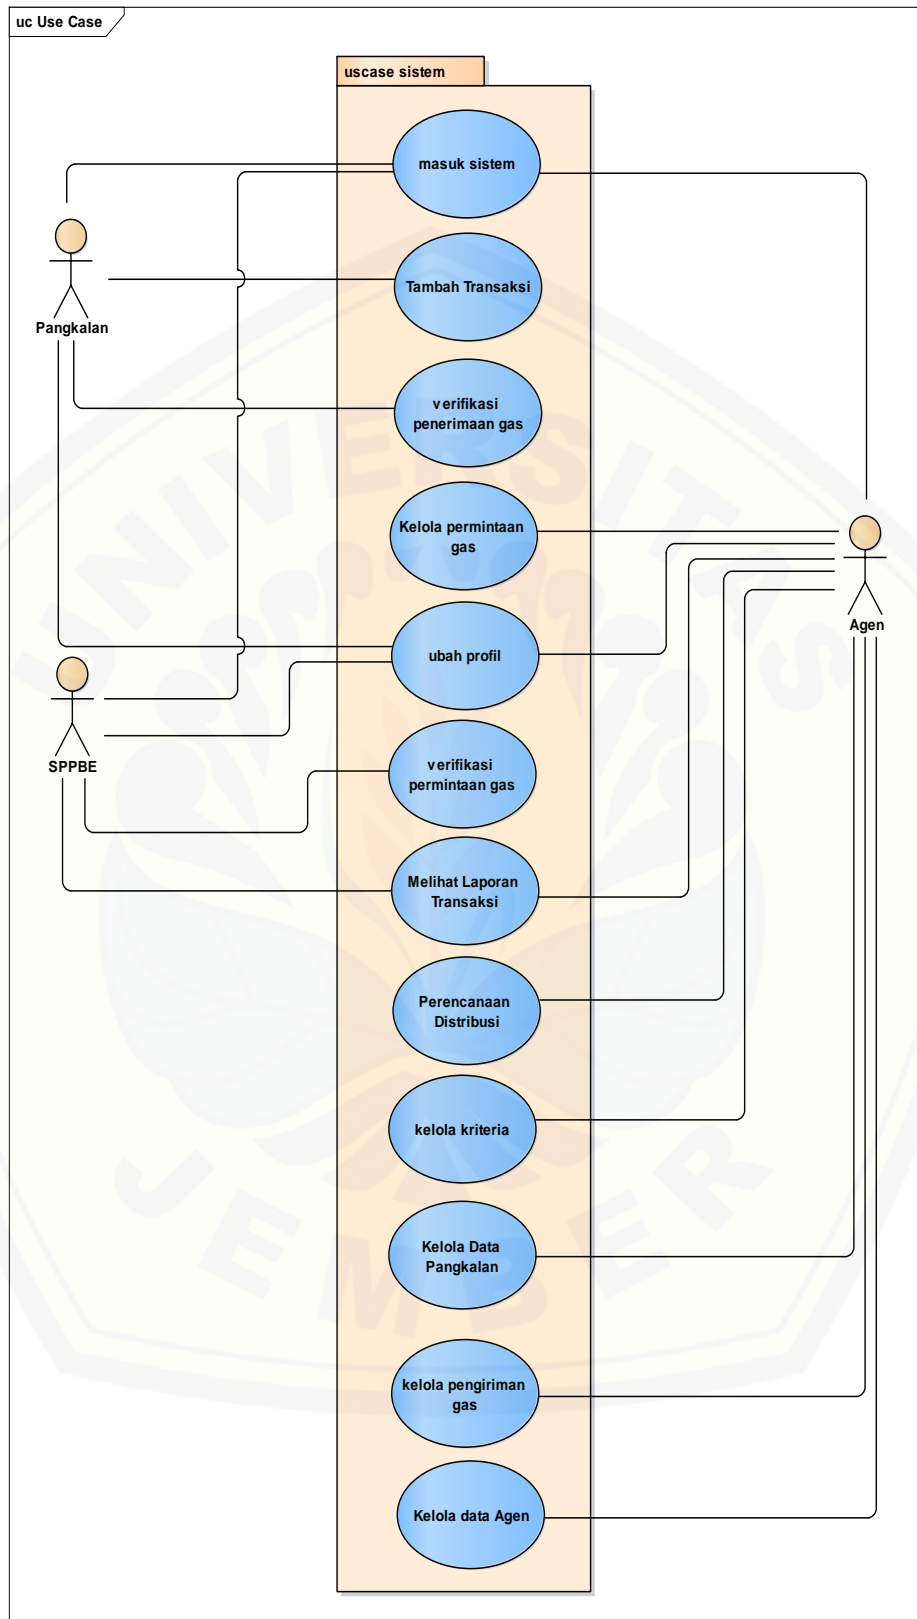 uc Use Case
uscase sistem
masuk sistem
Tambah Transaksi
Pangkalan
verifikasi
penerimaan gas
Kelola permintaan
gas
Agen
ubah profil
SPPBE
verifikasi
permintaan gas
Melihat Laporan
Transaksi
Perencanaan
Distribusi
kelola kriteria
Kelola Data
Pangkalan
kelola pengiriman
gas
Kelola data Agen
UNIVERSITAS
JEMBER